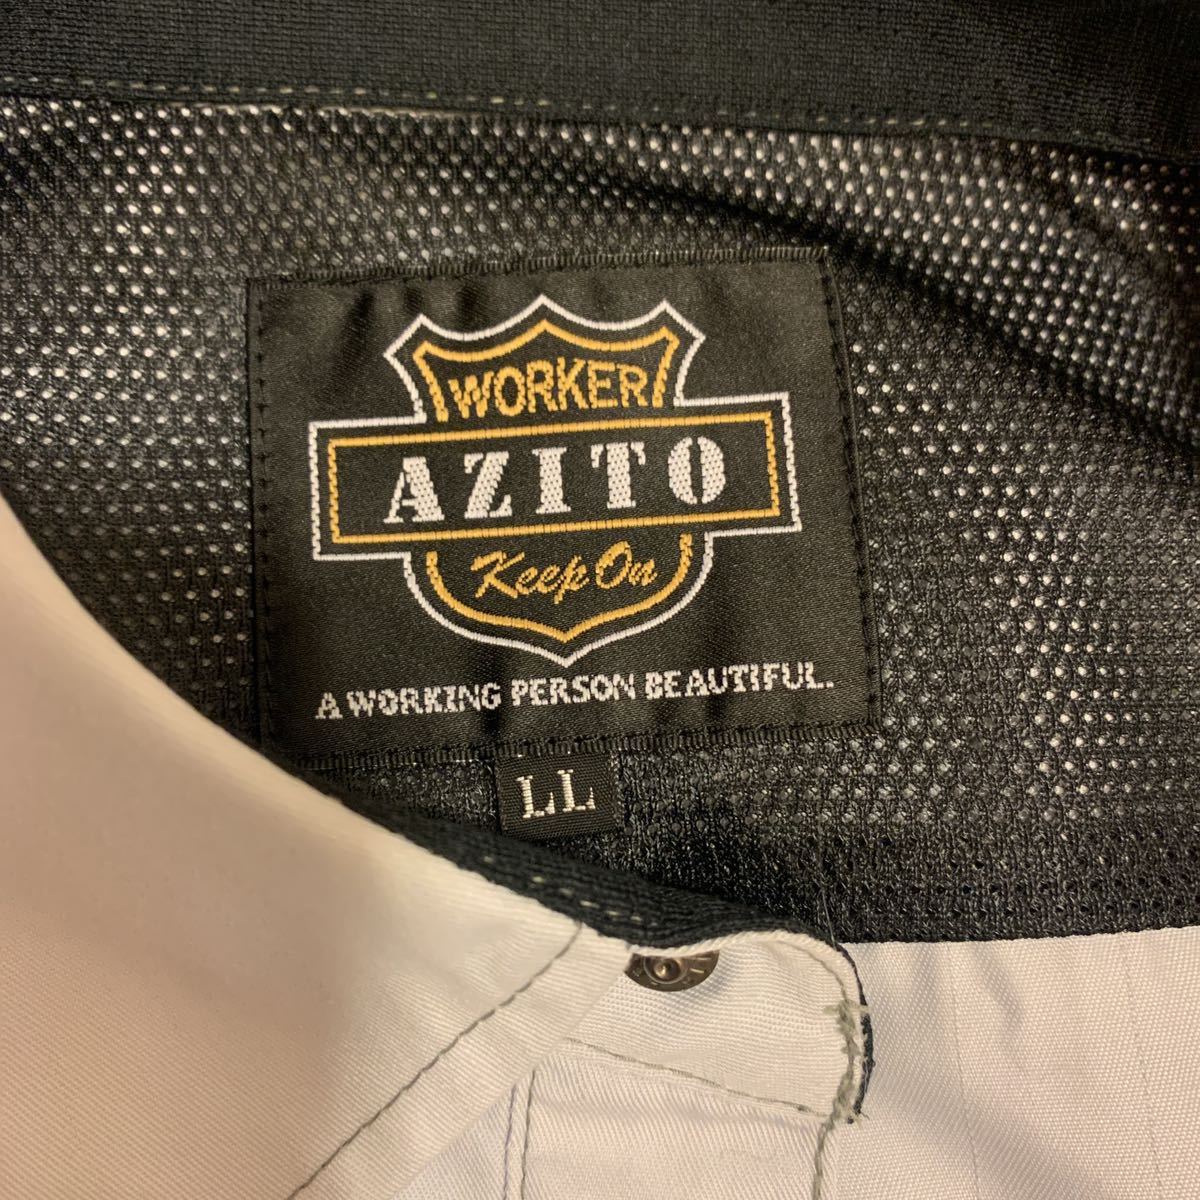 WORKER
AZITO
Keep On
A WORKING PERSON BEAUTIFUL.
LL